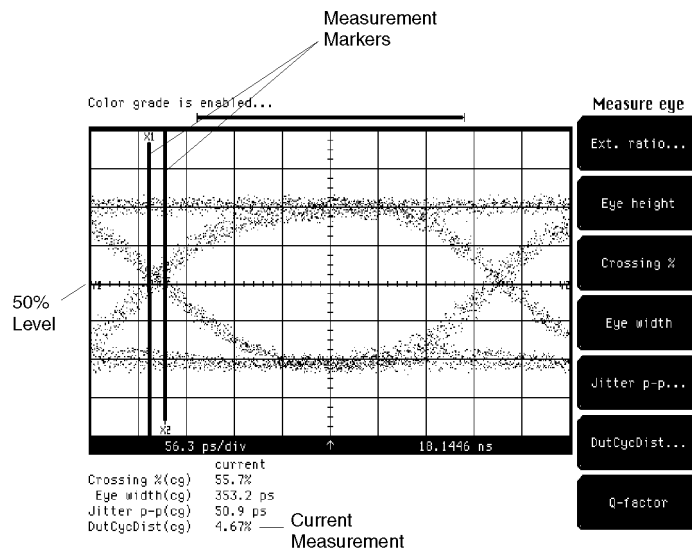 Measurement
Markers
Color grade is enabled...
Measure eye
X1
Ext. ratio...
Eye height
Crossing %
50%
Level
Eye width
Jitter p-p...
X2
56.3 ps/div ↑ 18.1446 ns
DutCycDist...
current
Crossing %(cg) 55.7%
Eye width(cg) 353.2 ps
Jitter p-p(cg) 50.9 ps
DutCycDist(cg) 4.67%
Q-factor
Current
Measurement